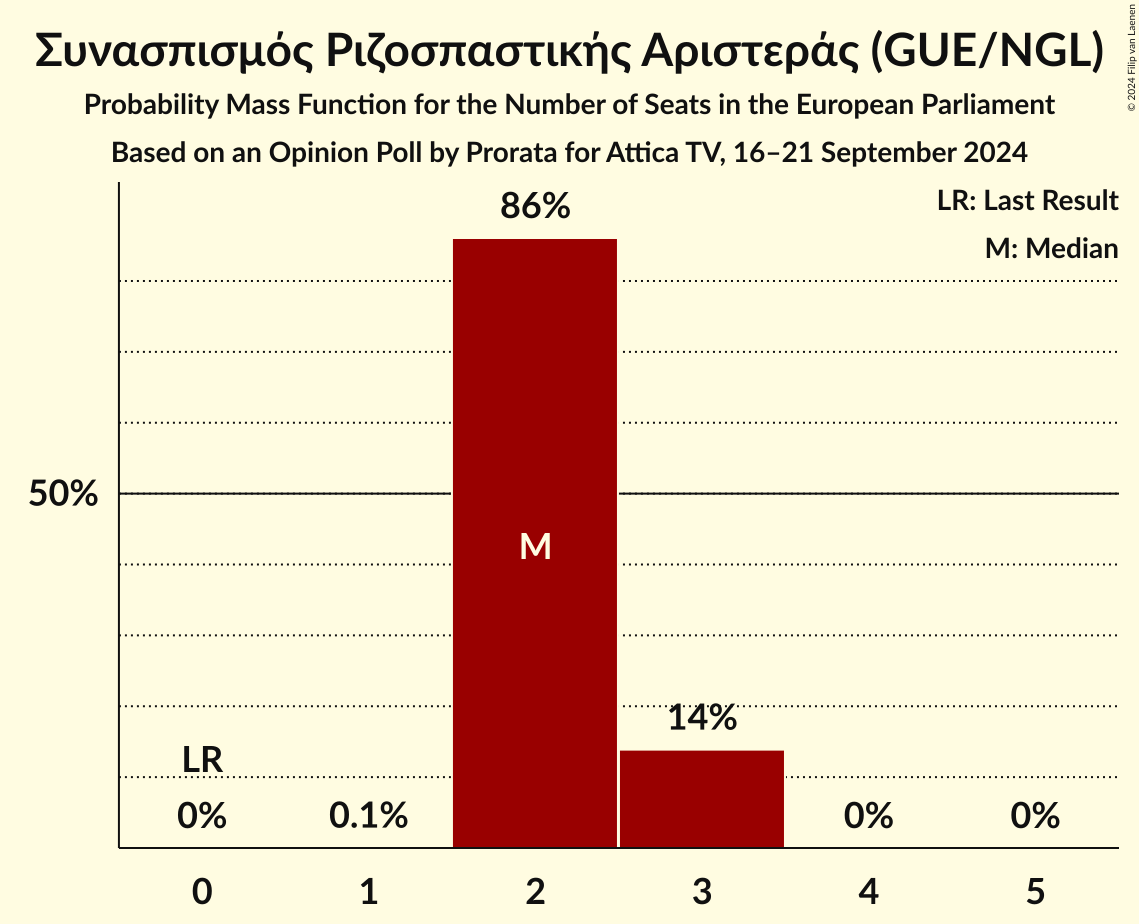 Συνασπισμός Ριζοσπαστικής Αριστεράς (GUE/NGL)
Probability Mass Function for the Number of Seats in the European Parliament
Based on an Opinion Poll by Prorata for Attica TV, 16–21 September 2024
© 2024 Filip van Laenen
LR: Last Result
M: Median
86%
50%
M
14%
LR
0%
0.1%
0%
0%
0
1
2
3
4
5